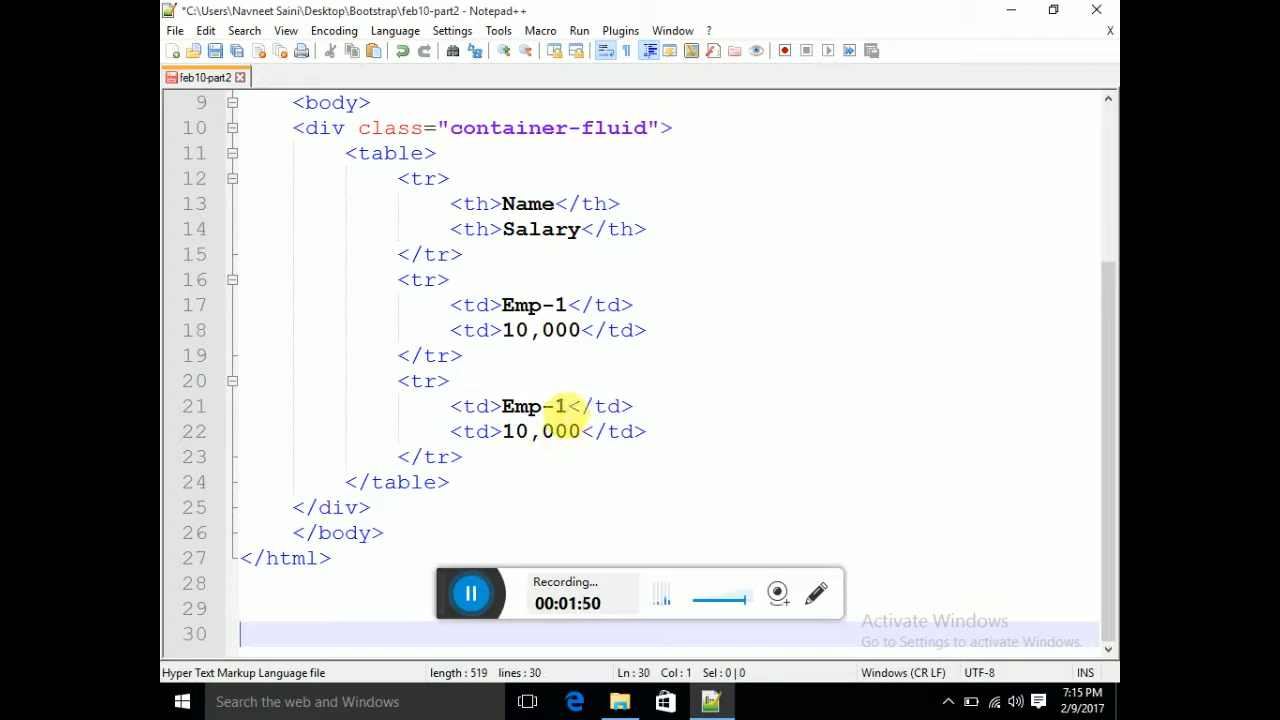 *C:\Users\Navneet Saini\Desktop\Bootstrap\feb10-part2 - Notepad++
File Edit Search View Encoding Language Settings Tools Macro Run Plugins Window ? X
feb10-part2
9 <body>
10 <div class="container-fluid">
11 <table>
12 <tr>
13 <th>Name</th>
14 <th>Salary</th>
15 </tr>
16 <tr>
17 <td>Emp-1</td>
18 <td>10,000</td>
19 </tr>
20 <tr>
21 <td>Emp-1</td>
22 <td>10,000</td>
23 </tr>
24 </table>
25 </div>
26 </body>
27 </html>
28
29
30
Recording...
00:01:50
Activate Windows
Go to Settings to activate Windows.
Hyper Text Markup Language file length : 519 lines : 30 Ln : 30 Col : 1 Sel : 0 | 0 Windows (CR LF) UTF-8 INS
Search the web and Windows
7:15 PM
2/9/2017